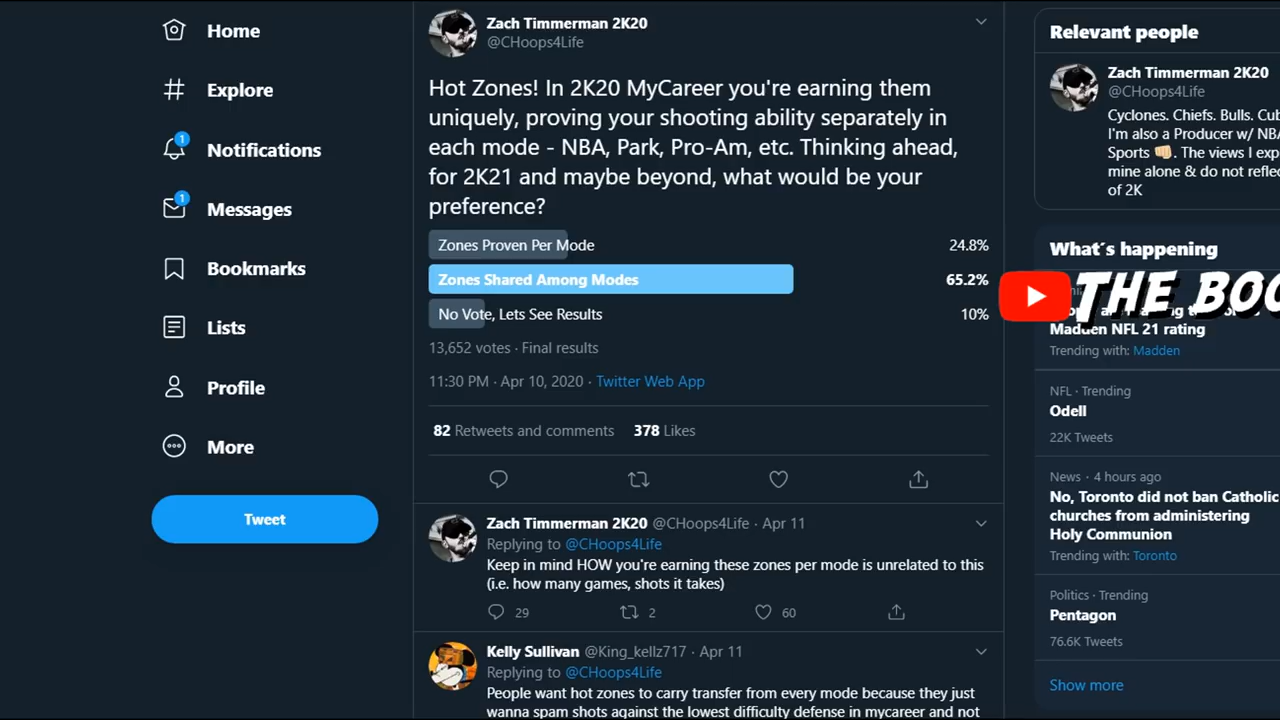 Home
Explore
1
Notifications
1
Messages
Bookmarks
Lists
Profile
More
Tweet
Zach Timmerman 2K20
@CHoops4Life
Hot Zones! In 2K20 MyCareer you're earning them
uniquely, proving your shooting ability separately in
each mode - NBA, Park, Pro-Am, etc. Thinking ahead,
for 2K21 and maybe beyond, what would be your
preference?
Zones Proven Per Mode 24.8%
Zones Shared Among Modes 65.2%
No Vote, Lets See Results 10%
13,652 votes · Final results
11:30 PM · Apr 10, 2020 · Twitter Web App
82 Retweets and comments 378 Likes
Zach Timmerman 2K20 @CHoops4Life · Apr 11
Replying to @CHoops4Life
Keep in mind HOW you're earning these zones per mode is unrelated to this
(i.e. how many games, shots it takes)
29 2 60
Kelly Sullivan @King_kellz717 · Apr 11
Replying to @CHoops4Life
People want hot zones to carry transfer from every mode because they just
wanna spam shots against the lowest difficulty defense in mycareer and not
Relevant people
Zach Timmerman 2K20
@CHoops4Life
Cyclones. Chiefs. Bulls.
I'm also a Producer w/
Sports 👊🏻. The views I
mine alone & do not
of 2K
What's happening
THE
Madden NFL 21 rating
Trending with: Madden
NFL · Trending
Odell
22K Tweets
News · 4 hours ago
No, Toronto did not ban Catholic
churches from administering
Holy Communion
Trending with: Toronto
Politics · Trending
Pentagon
76.6K Tweets
Show more